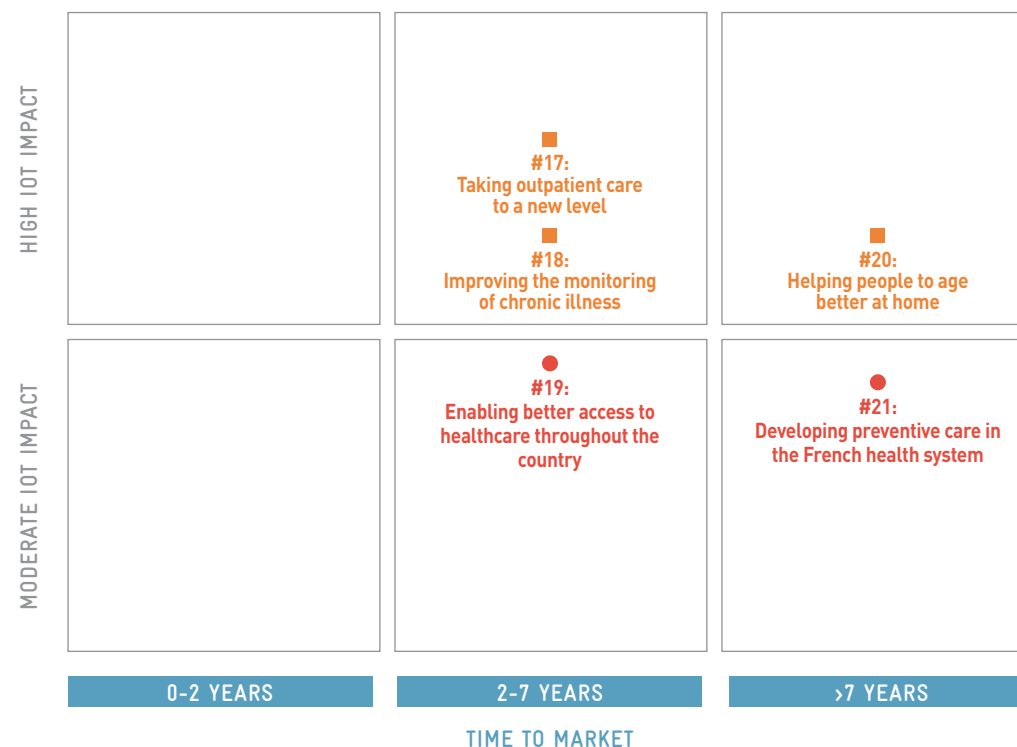 HIGH IOT IMPACT
#17:
Taking outpatient care
to a new level
#18:
Improving the monitoring
of chronic illness
#20:
Helping people to age
better at home
MODERATE IOT IMPACT
#19:
Enabling better access to
healthcare throughout the
country
#21:
Developing preventive care in
the French health system
0-2 YEARS
2-7 YEARS
>7 YEARS
TIME TO MARKET